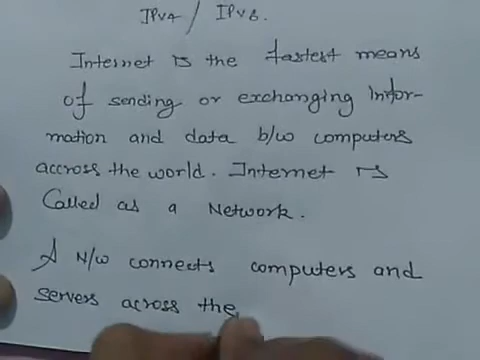 IPv4 / IPv6.
Internet is the fastest means
of sending or exchanging infor-
mation and data b/w computers
accross the world. Internet is
Called as a Network.
A N/w connects computers and
servers across the